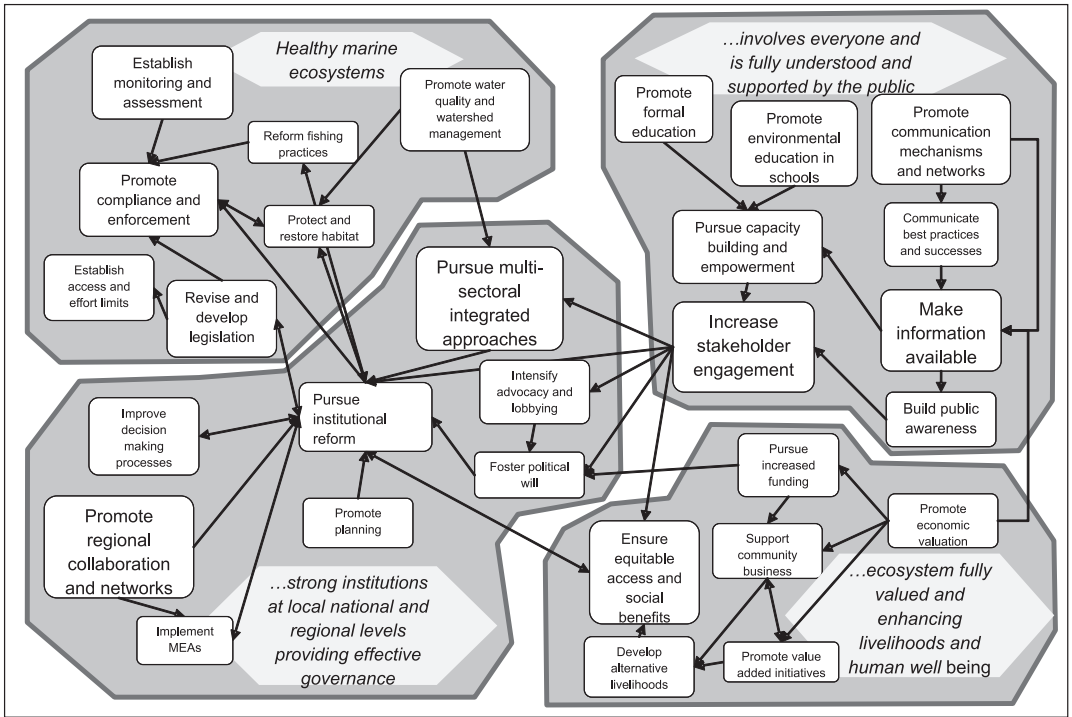 Healthy marine
ecosystems
Establish
monitoring and
assessment
Promote water
quality and
watershed
management
Reform fishing
practices
Promote
compliance and
enforcement
Protect and
restore habitat
Establish
access and
effort limits
Revise and
develop
legislation
…involves everyone and
is fully understood and
supported by the public
Promote
formal
education
Promote
environmental
education in
schools
Promote
communication
mechanisms
and networks
Pursue capacity
building and
empowerment
Communicate
best practices
and successes
Increase
stakeholder
engagement
Make
information
available
Build public
awareness
Pursue multi-
sectoral
integrated
approaches
Intensify
advocacy and
lobbying
Foster political
will
Pursue
institutional
reform
Improve
decision
making
processes
Promote
planning
Promote
regional
collaboration
and networks
Implement
MEAs
…strong institutions
at local national and
regional levels
providing effective
governance
Pursue
increased
funding
Promote
economic
valuation
Ensure
equitable
access and
social
benefits
Support
community
business
Develop
alternative
livelihoods
Promote value
added initiatives
…ecosystem fully
valued and
enhancing
livelihoods and
human well being